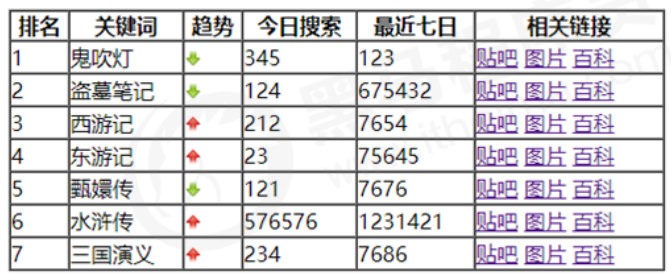 排名 关键词 趋势 今日搜索 最近七日 相关链接
1 鬼吹灯 345 123 贴吧 图片 百科
2 盗墓笔记 124 675432 贴吧 图片 百科
3 西游记 212 7654 贴吧 图片 百科
4 东游记 23 75645 贴吧 图片 百科
5 甄嬛传 121 7676 贴吧 图片 百科
6 水浒传 576576 1231421 贴吧 图片 百科
7 三国演义 234 7686 贴吧 图片 百科